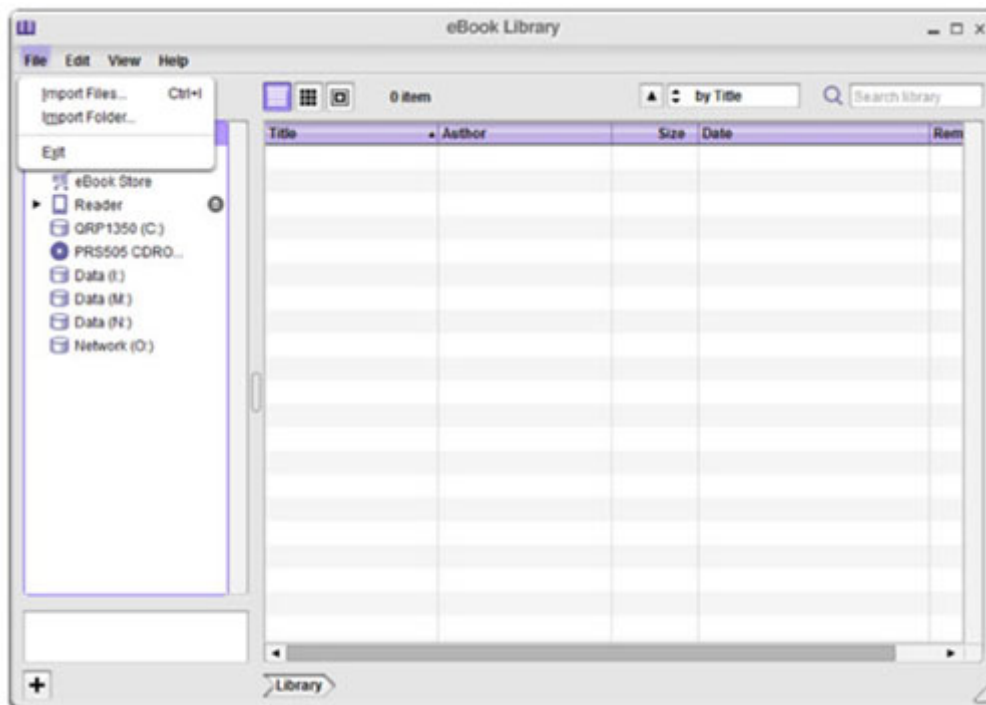 eBook Library
File Edit View Help
Import Files... Ctrl+I
Import Folder...
Exit
0 item
by Title
Search library
Title Author Size Date Rem
eBook Store
Reader
QRP1350 (C:)
PRS505 CDRO...
Data (I:)
Data (M:)
Data (N:)
Network (O:)
Library